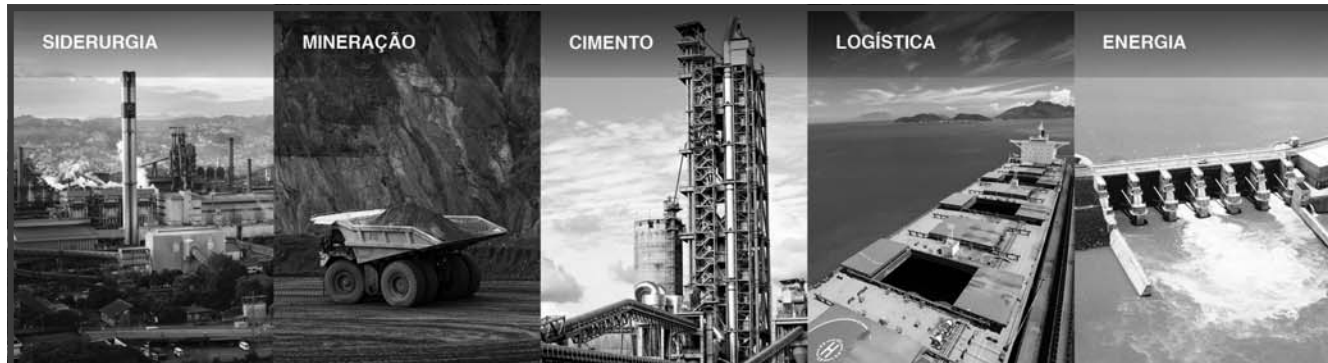 SIDERURGIA
MINERAÇÃO
CIMENTO
LOGÍSTICA
ENERGIA